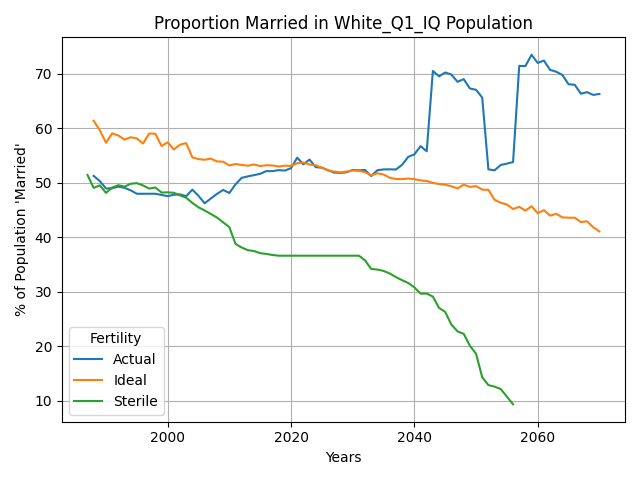 Proportion Married in White_Q1_IQ Population
% of Population 'Married'
70
60
50
40
30
20
10
Fertility
Actual
Ideal
Sterile
2000
2020
2040
2060
Years